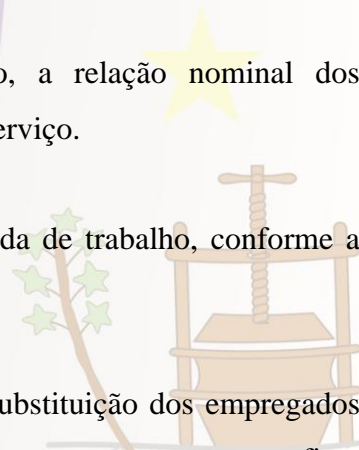 o, a relação nominal dos
erviço.
da de trabalho, conforme a
ubstituição dos empregados